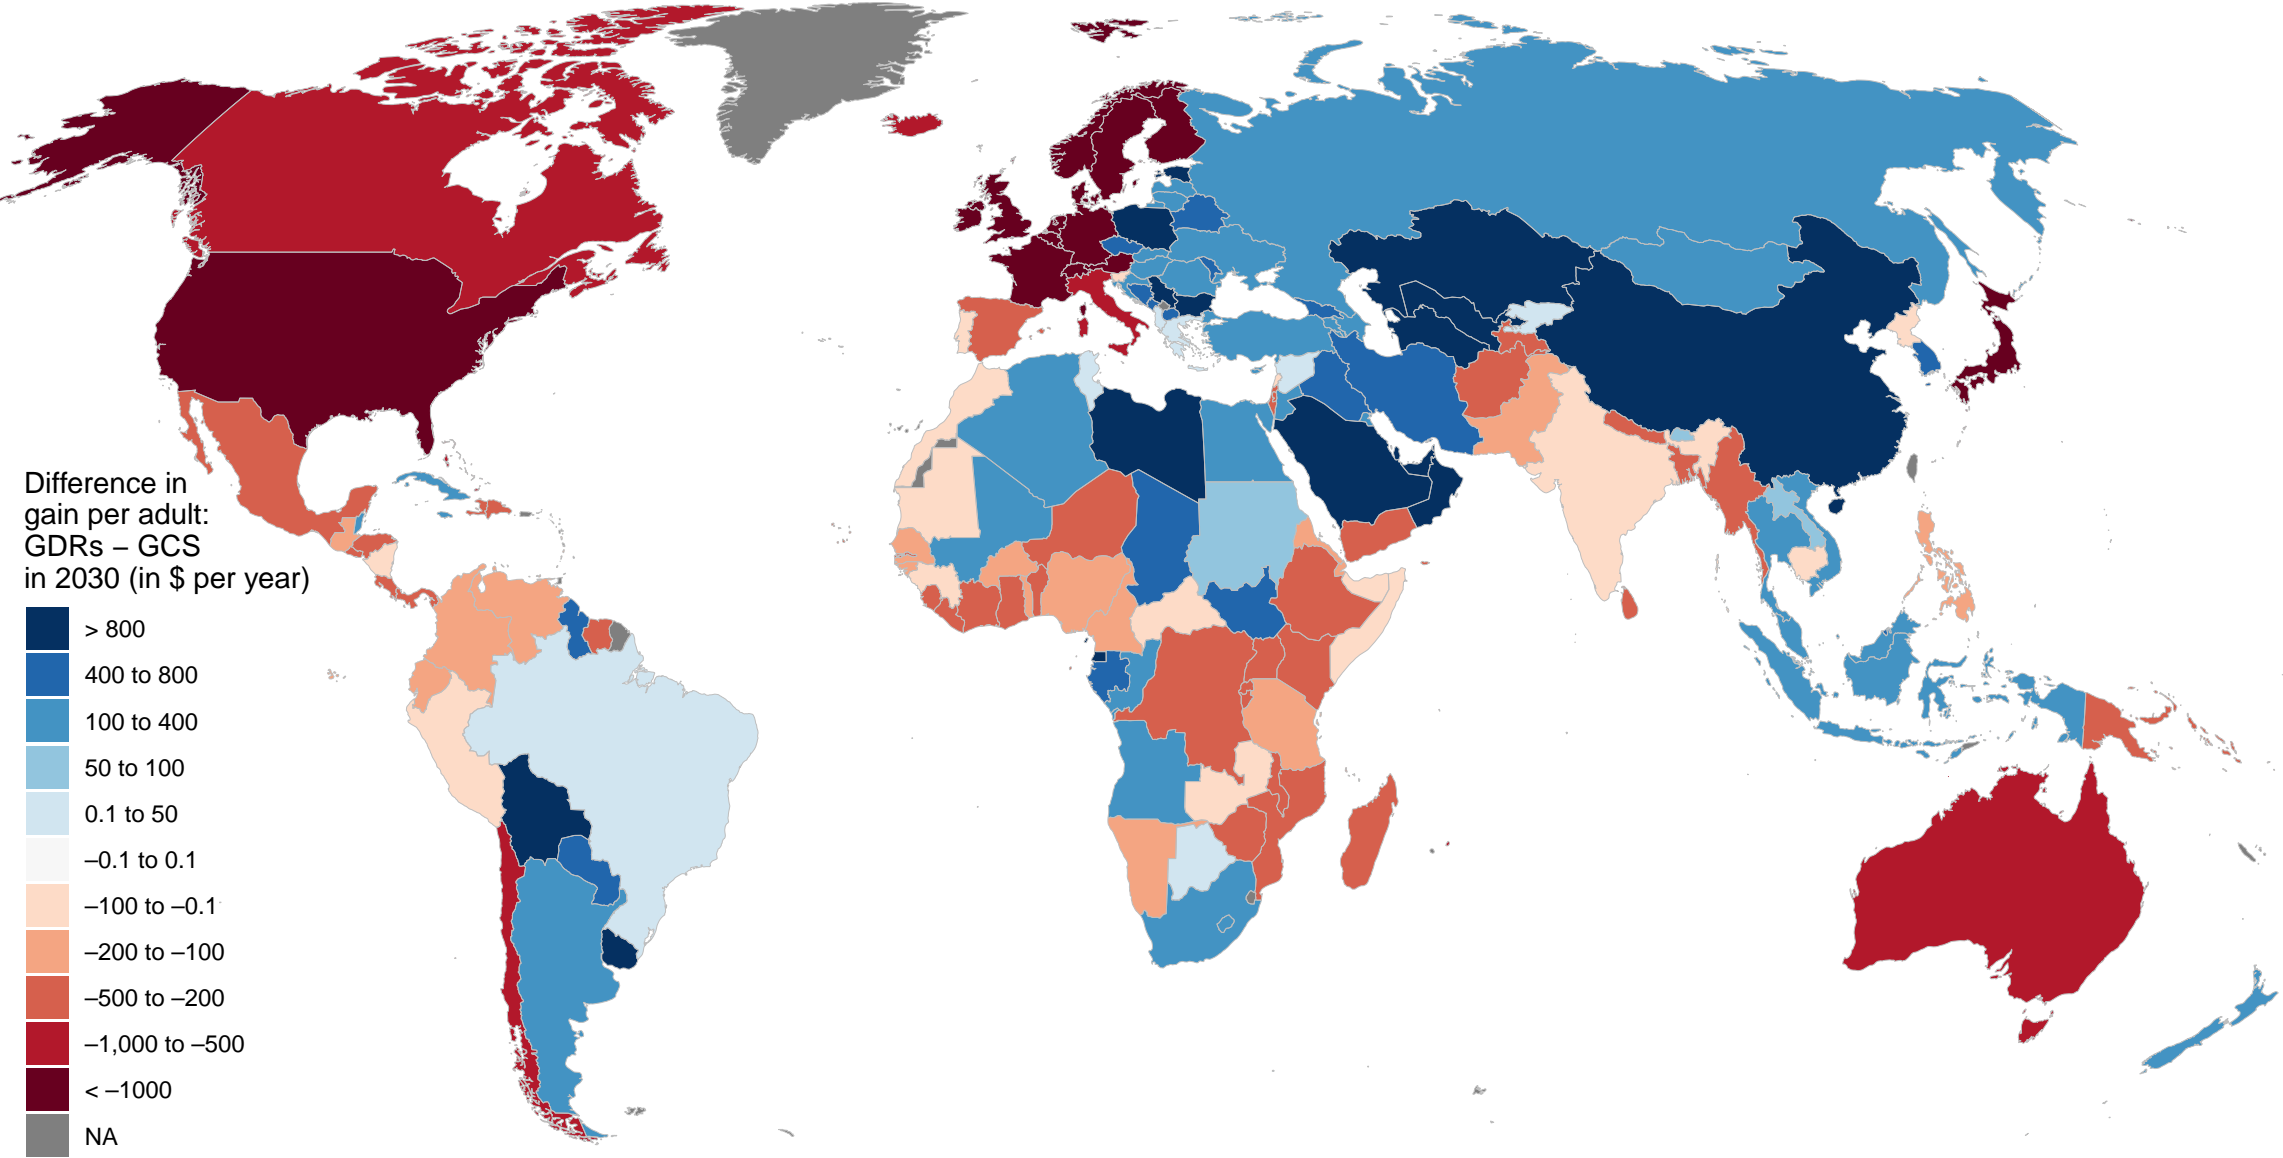 Difference in
gain per adult:
GDRs – GCS
in 2030 (in $ per year)
> 800
400 to 800
100 to 400
50 to 100
0.1 to 50
–0.1 to 0.1
–100 to –0.1
–200 to –100
–500 to –200
–1,000 to –500
< –1000
NA